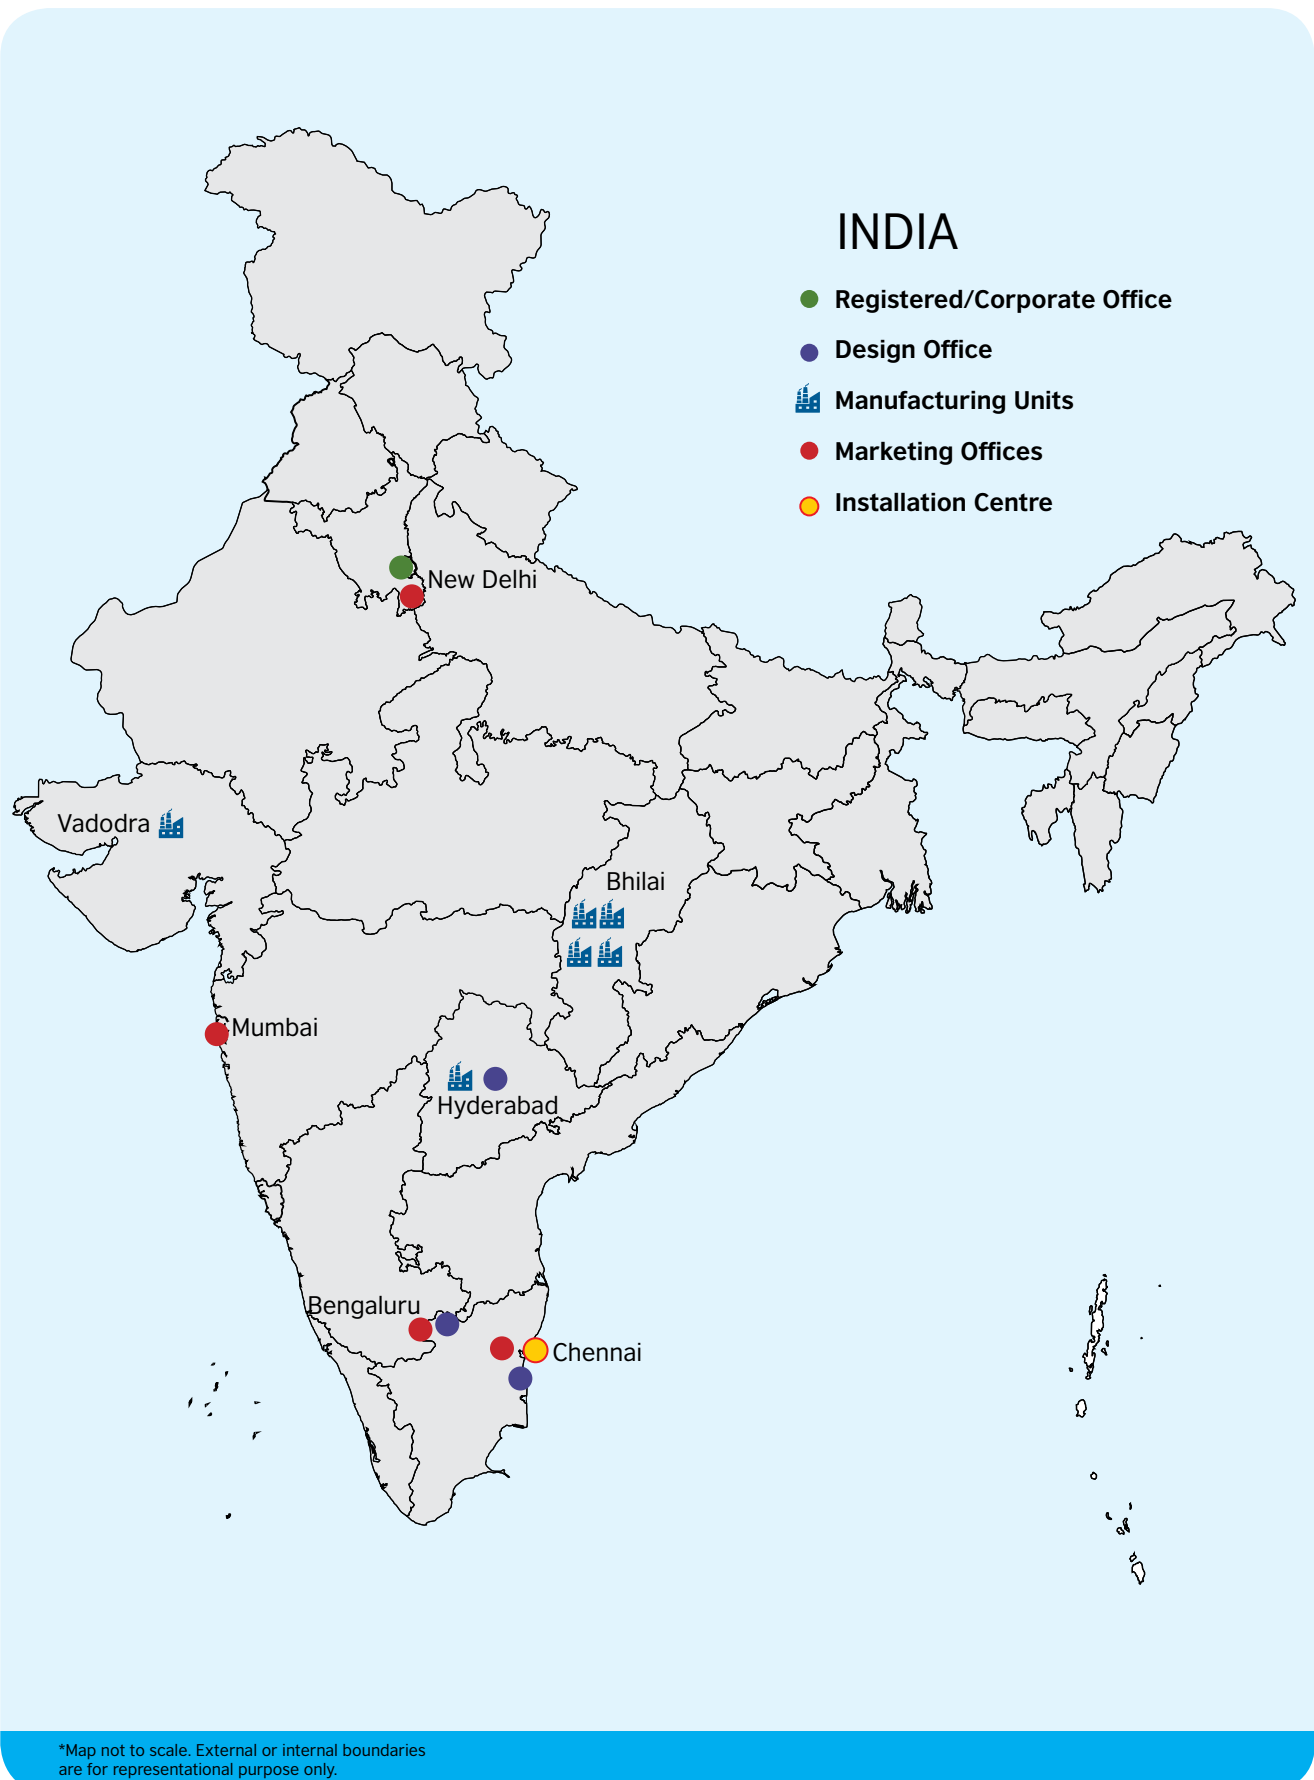 INDIA
Registered/Corporate Office
Design Office
Manufacturing Units
Marketing Offices
Installation Centre
New Delhi
Vadodra
Bhilai
Mumbai
Hyderabad
Bengaluru
Chennai
*Map not to scale. External or internal boundaries
are for representational purpose only.